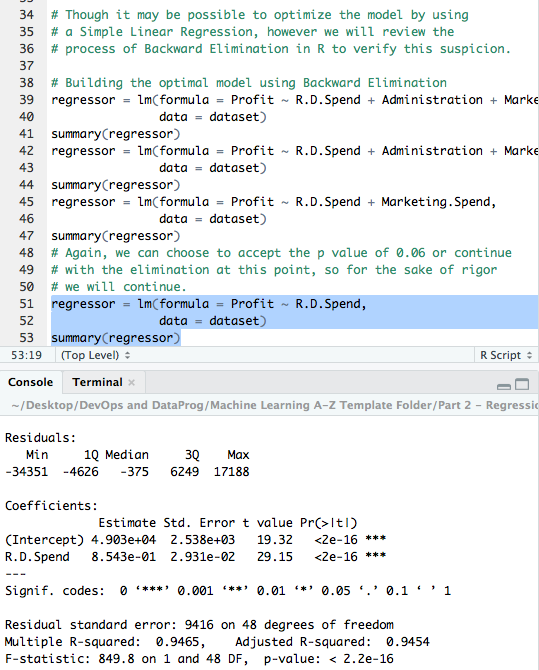 34 # Though it may be possible to optimize the model by using
35 # a Simple Linear Regression, however we will review the
36 # process of Backward Elimination in R to verify this suspicion.
37
38 # Building the optimal model using Backward Elimination
39 regressor = lm(formula = Profit ~ R.D.Spend + Administration + Marke
40 data = dataset)
41 summary(regressor)
42 regressor = lm(formula = Profit ~ R.D.Spend + Administration + Marke
43 data = dataset)
44 summary(regressor)
45 regressor = lm(formula = Profit ~ R.D.Spend + Marketing.Spend,
46 data = dataset)
47 summary(regressor)
48 # Again, we can choose to accept the p value of 0.06 or continue
49 # with the elimination at this point, so for the sake of rigor
50 # we will continue.
51 regressor = lm(formula = Profit ~ R.D.Spend,
52 data = dataset)
53 summary(regressor)
53:19 (Top Level) R Script
Console Terminal ×
~/Desktop/DevOps and DataProg/Machine Learning A-Z Template Folder/Part 2 - Regressio
Residuals:
Min 1Q Median 3Q Max
-34351 -4626 -375 6249 17188
Coefficients:
Estimate Std. Error t value Pr(>|t|)
(Intercept) 4.903e+04 2.538e+03 19.32 <2e-16 ***
R.D.Spend 8.543e-01 2.931e-02 29.15 <2e-16 ***
---
Signif. codes: 0 ‘***’ 0.001 ‘**’ 0.01 ‘*’ 0.05 ‘.’ 0.1 ‘ ’ 1
Residual standard error: 9416 on 48 degrees of freedom
Multiple R-squared: 0.9465, Adjusted R-squared: 0.9454
F-statistic: 849.8 on 1 and 48 DF, p-value: < 2.2e-16